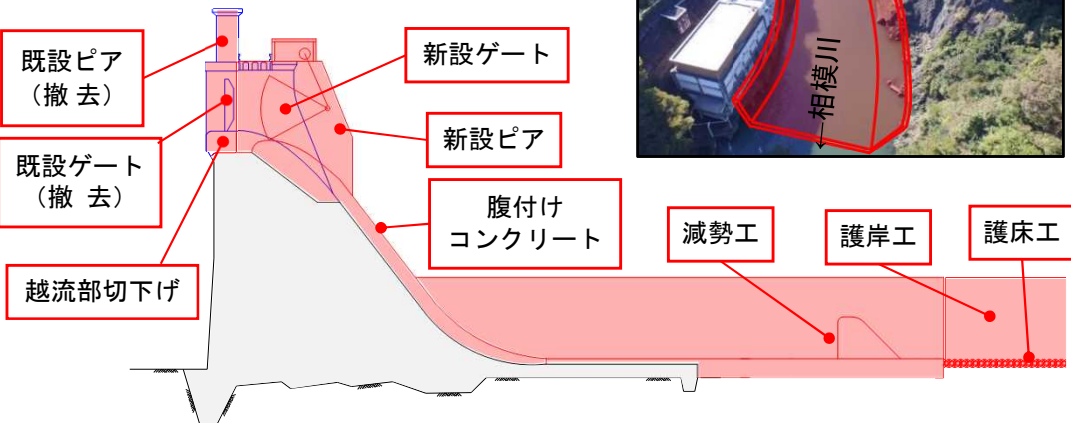 既設ピア
（撤 去）
新設ゲート
新設ピア
既設ゲート
（撤 去）
腹付け
コンクリート
越流部切下げ
減勢工
護岸工
護床工
←相模川